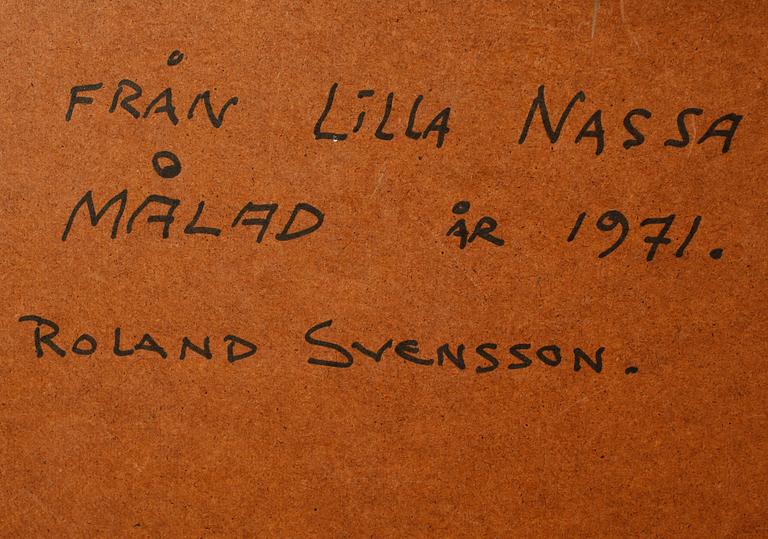 FRÅN LILLA NASSA
MÅLAD ÅR 1971.
ROLAND SVENSSON.